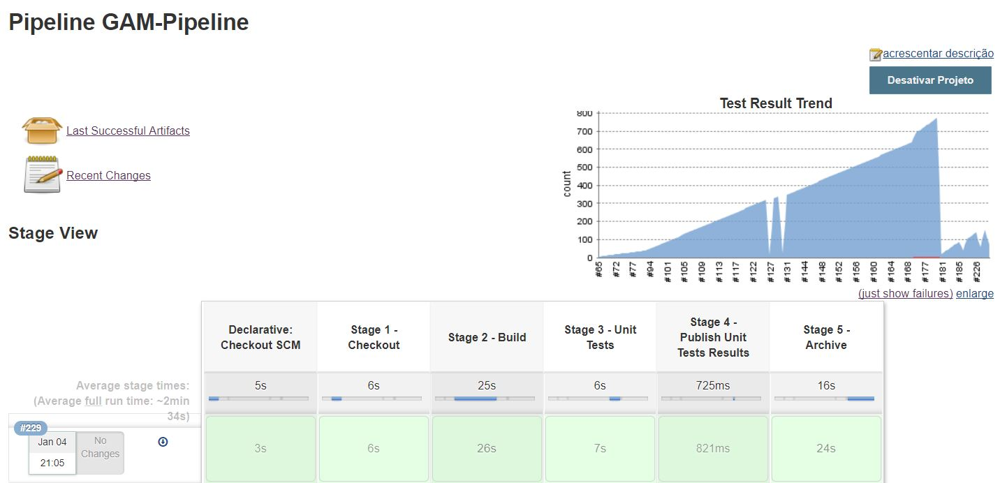 Pipeline GAM-Pipeline
acrescentar descrição
Desativar Projeto
Last Successful Artifacts
Recent Changes
Test Result Trend
count
800
700
600
500
400
300
200
100
0
#65 #72 #77 #94 #101 #105 #109 #113 #117 #122 #127 #131 #144 #148 #152 #156 #160 #164 #168 #177 #181 #185 #226
(just show failures) enlarge
Stage View
Declarative:
Checkout SCM
Stage 1 -
Checkout
Stage 2 - Build
Stage 3 - Unit
Tests
Stage 4 -
Publish Unit
Tests Results
Stage 5 -
Archive
Average stage times:
(Average full run time: ~2min
34s)
5s 6s 25s 6s 725ms 16s
#229
Jan 04
21:05
No
Changes
3s 6s 26s 7s 821ms 24s